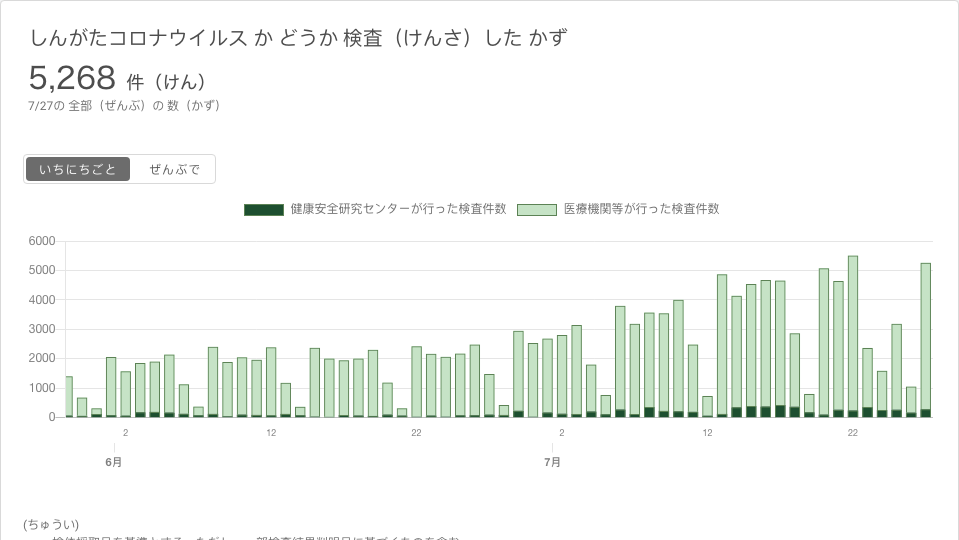 しんがたコロナウイルス か どうか 検査（けんさ）した かず
5,268 件（けん）
7/27の 全部（ぜんぶ）の 数（かず）
いちにちごと ぜんぶで
健康安全研究センターが行った検査件数 医療機関等が行った検査件数
6000
5000
4000
3000
2000
1000
0
2 12 22 2 12 22
6月 7月
(ちゅうい)